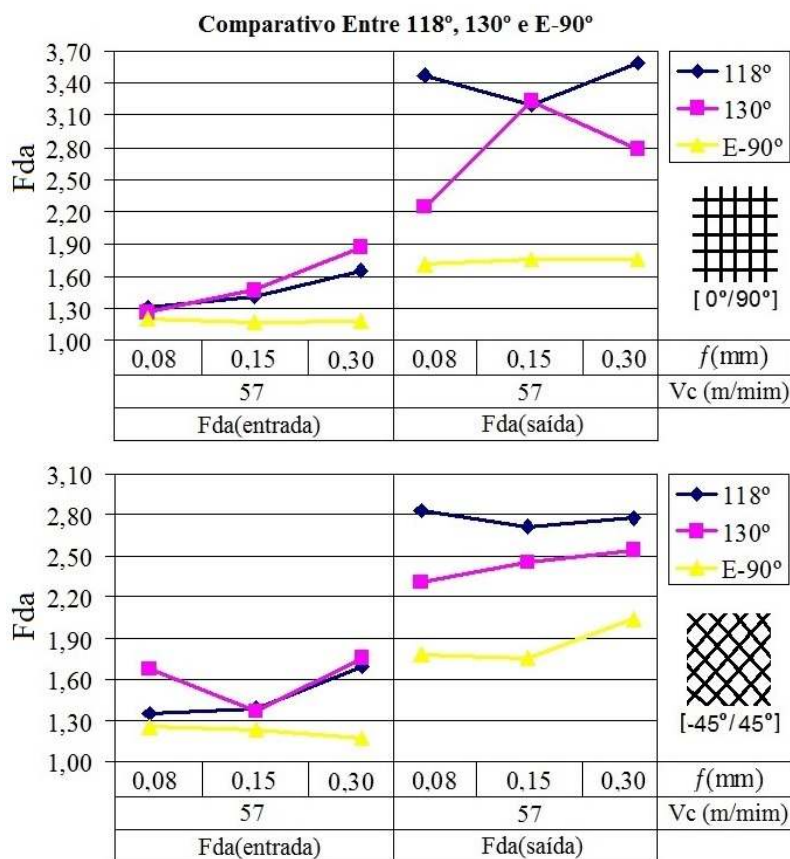 Comparativo Entre 118º, 130º e E-90º
Fda
3,70
3,40
3,10
2,80
2,50
2,20
1,90
1,60
1,30
1,00
118º
130º
E-90º
[ 0º/90º]
0,08 0,15 0,30 0,08 0,15 0,30 f(mm)
57 57 Vc (m/mim)
Fda(entrada) Fda(saída)
Fda
3,10
2,80
2,50
2,20
1,90
1,60
1,30
1,00
118º
130º
E-90º
[-45º/ 45º]
0,08 0,15 0,30 0,08 0,15 0,30 f(mm)
57 57 Vc (m/mim)
Fda(entrada) Fda(saída)